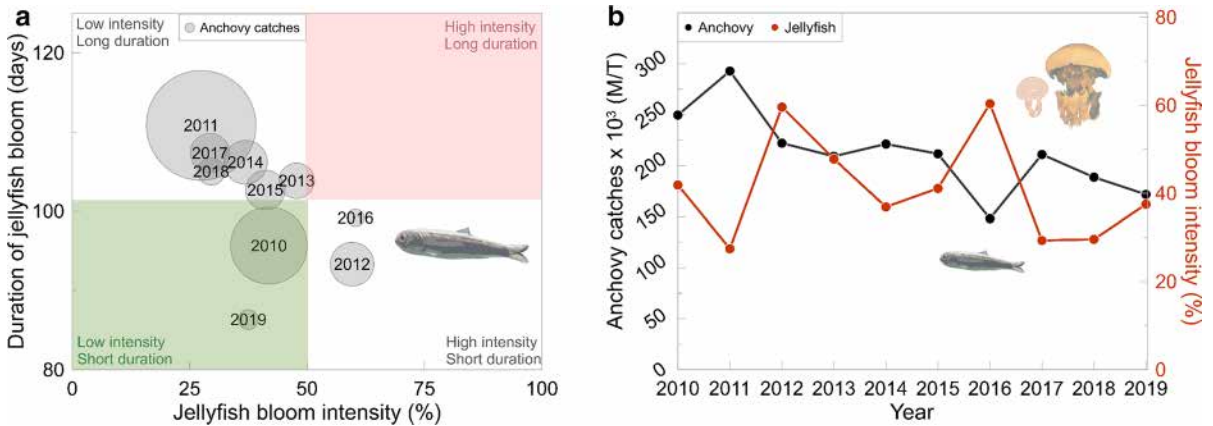 a
Low intensity
Long duration
Anchovy catches
High intensity
Long duration
2011
2017
2018
2014
2015
2013
2016
2010
2012
2019
Low intensity
Short duration
High intensity
Short duration
120
100
80
0 25 50 75 100
Duration of jellyfish bloom (days)
Jellyfish bloom intensity (%)
b
Anchovy Jellyfish
300
250
200
150
100
50
0
Anchovy catches x 10³ (M/T)
80
60
40
20
0
Jellyfish bloom
intensity (%)
2010 2011 2012 2013 2014 2015 2016 2017 2018 2019
Year